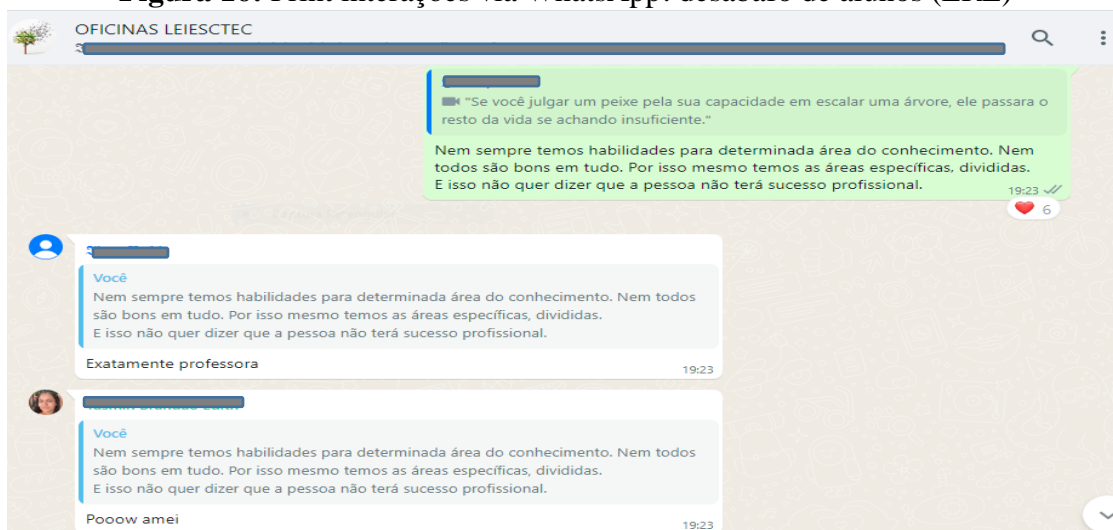 Figura 10: Print interações via WhatsApp: desabafo de alunos (ERE)
OFICINAS LEIESCTEC
"Se você julgar um peixe pela sua capacidade em escalar uma árvore, ele passara o
resto da vida se achando insuficiente."
Nem sempre temos habilidades para determinada área do conhecimento. Nem
todos são bons em tudo. Por isso mesmo temos as áreas específicas, divididas.
E isso não quer dizer que a pessoa não terá sucesso profissional.
19:23
6
Você
Nem sempre temos habilidades para determinada área do conhecimento. Nem todos
são bons em tudo. Por isso mesmo temos as áreas específicas, divididas.
E isso não quer dizer que a pessoa não terá sucesso profissional.
Exatamente professora
19:23
Você
Nem sempre temos habilidades para determinada área do conhecimento. Nem todos
são bons em tudo. Por isso mesmo temos as áreas específicas, divididas.
E isso não quer dizer que a pessoa não terá sucesso profissional.
Pooow amei
19:23